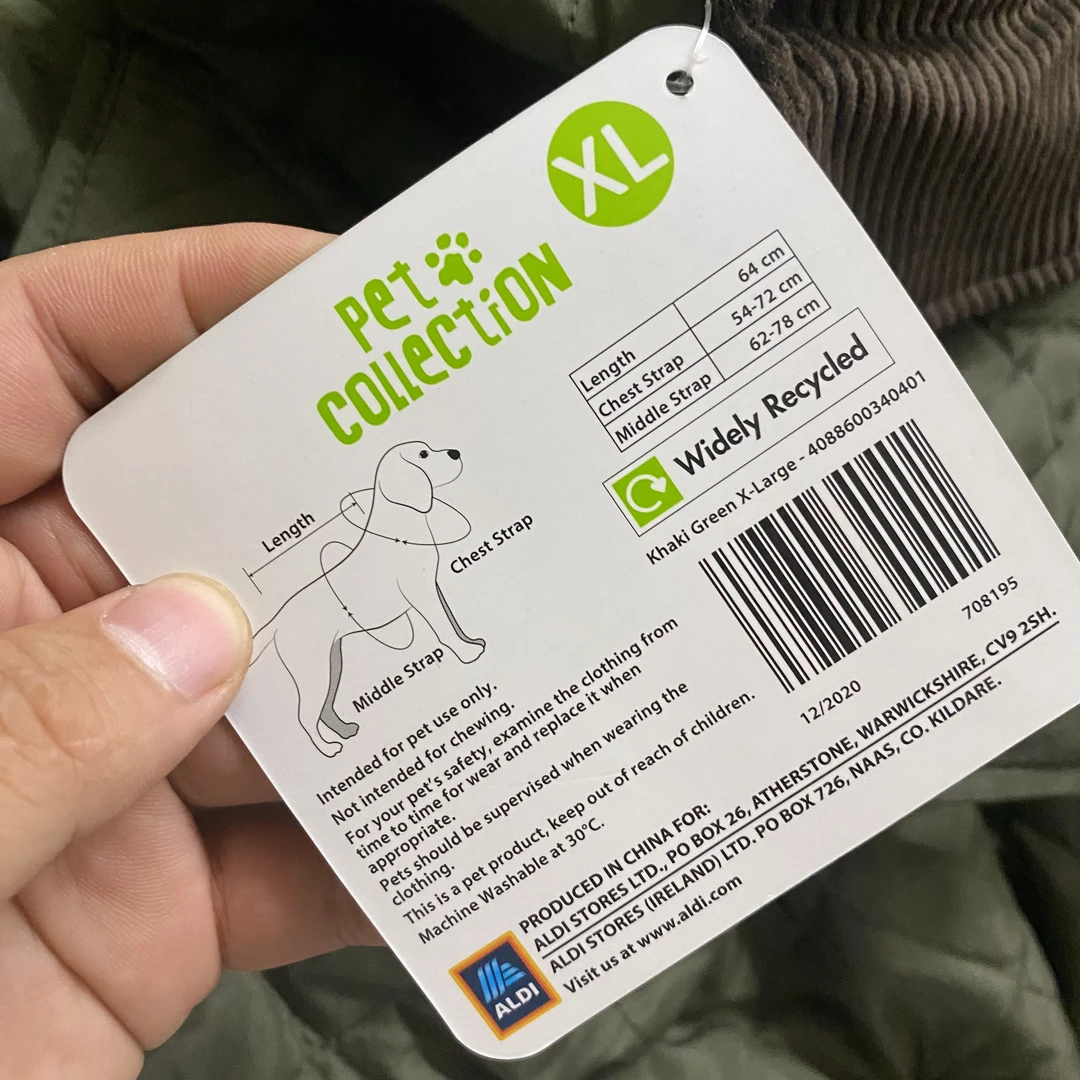 XL
Pet
Collection
Length 64 cm
Chest Strap 54-72 cm
Middle Strap 62-78 cm
Widely Recycled
Khaki Green X-Large - 4088600340401
708195
12/2020
Length
Chest Strap
Middle Strap
Intended for pet use only.
Not intended for chewing.
For your pet's safety, examine the clothing from
time to time for wear and replace it when
appropriate.
Pets should be supervised when wearing the
clothing.
This is a pet product, keep out of reach of children.
Machine Washable at 30°C.
PRODUCED IN CHINA FOR:
ALDI STORES LTD., PO BOX 26, ATHERSTONE, WARWICKSHIRE, CV9 2SH.
ALDI STORES (IRELAND) LTD. PO BOX 726, NAAS, CO. KILDARE.
Visit us at www.aldi.com
ALDI